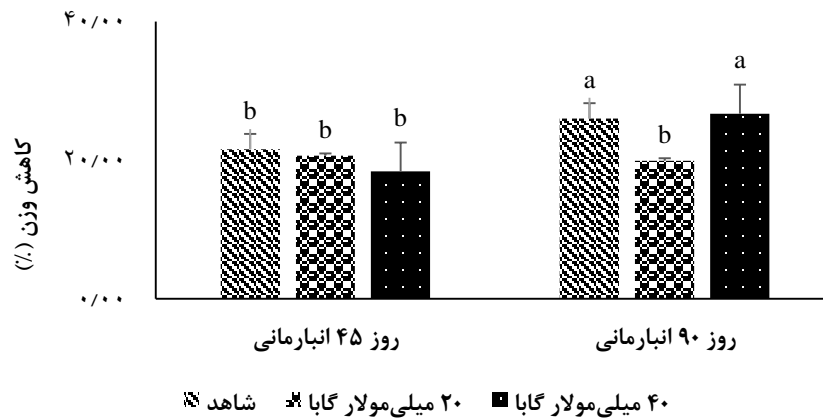 ۴۰/۰۰
a
a
b
b
b
b
۲۰/۰۰
کاهش وزن (٪)
۰/۰۰
روز ۴۵ انبارمانی
روز ۹۰ انبارمانی
شاهد
۲۰ میلی‌مولار گابا
۴۰ میلی‌مولار گابا